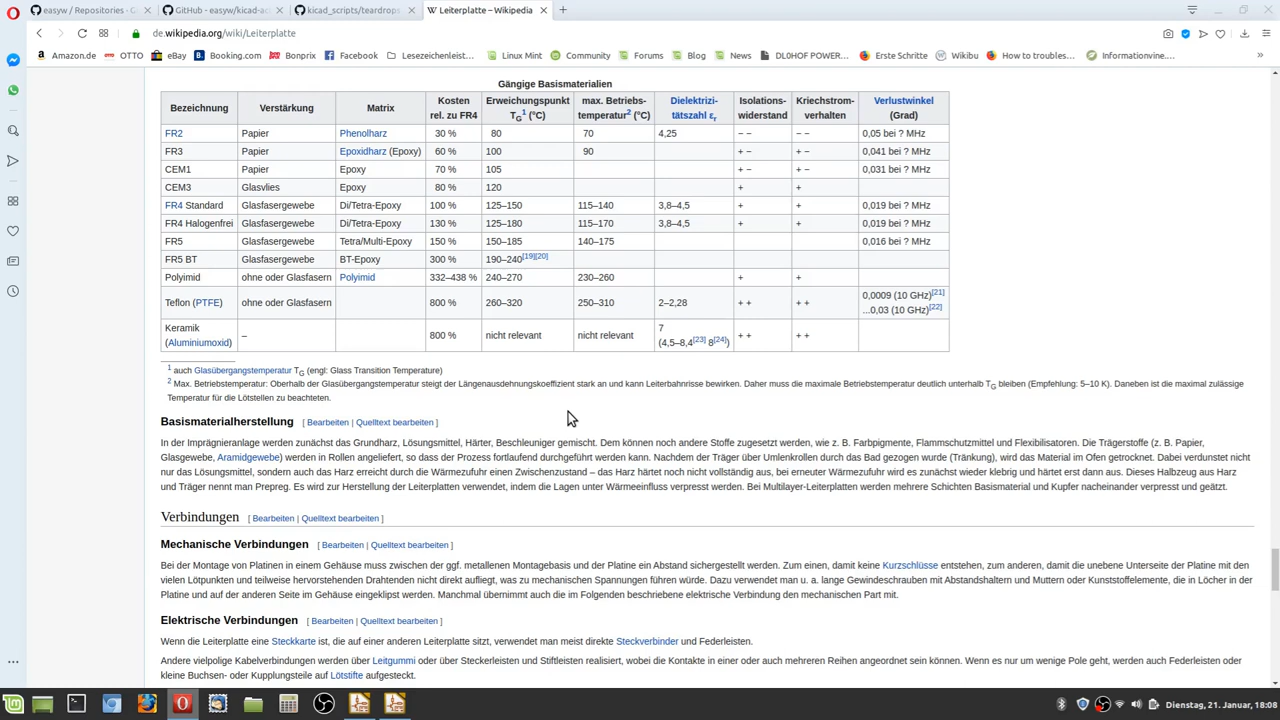 easyw / Repositories · G
GitHub - easyw/kicad-ac
kicad_scripts/teardrops
Leiterplatte – Wikipedia
de.wikipedia.org/wiki/Leiterplatte
Amazon.de OTTO eBay Booking.com Bonprix Facebook Lesezeichenleist... Linux Mint Community Forums Blog News DL0HOF POWER... Erste Schritte Wikibu How to troubles... Informationvine.... »
Gängige Basismaterialien
Bezeichnung Verstärkung Matrix Kosten rel. zu FR4 Erweichungspunkt TG1 (°C) max. Betriebs-temperatur2 (°C) Dielektrizi-tätszahl εr Isolations-widerstand Kriechstrom-verhalten Verlustwinkel (Grad)
FR2 Papier Phenolharz 30 % 80 70 4,25 – – – – 0,05 bei ? MHz
FR3 Papier Epoxidharz (Epoxy) 60 % 100 90 + – + – 0,041 bei ? MHz
CEM1 Papier Epoxy 70 % 105 + – + – 0,031 bei ? MHz
CEM3 Glasvlies Epoxy 80 % 120 + +
FR4 Standard Glasfasergewebe Di/Tetra-Epoxy 100 % 125–150 115–140 3,8–4,5 + + 0,019 bei ? MHz
FR4 Halogenfrei Glasfasergewebe Di/Tetra-Epoxy 130 % 125–180 115–170 3,8–4,5 + + 0,019 bei ? MHz
FR5 Glasfasergewebe Tetra/Multi-Epoxy 150 % 150–185 140–175 0,016 bei ? MHz
FR5 BT Glasfasergewebe BT-Epoxy 300 % 190–240[19][20]
Polyimid ohne oder Glasfasern Polyimid 332–438 % 240–270 230–260 + +
Teflon (PTFE) ohne oder Glasfasern 800 % 260–320 250–310 2–2,28 + + + + 0,0009 (10 GHz)[21] ...0,03 (10 GHz)[22]
Keramik (Aluminiumoxid) – 800 % nicht relevant nicht relevant 7 (4,5–8,4[23] 8[24]) + + + +
1 auch Glasübergangstemperatur TG (engl: Glass Transition Temperature)
2 Max. Betriebstemperatur: Oberhalb der Glasübergangstemperatur steigt der Längenausdehnungskoeffizient stark an und kann Leiterbahnrisse bewirken. Daher muss die maximale Betriebstemperatur deutlich unterhalb TG bleiben (Empfehlung: 5–10 K). Daneben ist die maximal zulässige
Temperatur für die Lötstellen zu beachten.
Basismaterialherstellung [ Bearbeiten | Quelltext bearbeiten ]
In der Imprägnieranlage werden zunächst das Grundharz, Lösungsmittel, Härter, Beschleuniger gemischt. Dem können noch andere Stoffe zugesetzt werden, wie z. B. Farbpigmente, Flammschutzmittel und Flexibilisatoren. Die Trägerstoffe (z. B. Papier,
Glasgewebe, Aramidgewebe) werden in Rollen angeliefert, so dass der Prozess fortlaufend durchgeführt werden kann. Nachdem der Träger über Umlenkrollen durch das Bad gezogen wurde (Tränkung), wird das Material im Ofen getrocknet. Dabei verdunstet nicht
nur das Lösungsmittel, sondern auch das Harz erreicht durch die Wärmezufuhr einen Zwischenzustand – das Harz härtet noch nicht vollständig aus, bei erneuter Wärmezufuhr wird es zunächst wieder klebrig und härtet erst dann aus. Dieses Halbzeug aus Harz
und Träger nennt man Prepreg. Es wird zur Herstellung der Leiterplatten verwendet, indem die Lagen unter Wärmeeinfluss verpresst werden. Bei Multilayer-Leiterplatten werden mehrere Schichten Basismaterial und Kupfer nacheinander verpresst und geätzt.
Verbindungen [ Bearbeiten | Quelltext bearbeiten ]
Mechanische Verbindungen [ Bearbeiten | Quelltext bearbeiten ]
Bei der Montage von Platinen in einem Gehäuse muss zwischen der ggf. metallenen Montagebasis und der Platine ein Abstand sichergestellt werden. Zum einen, damit keine Kurzschlüsse entstehen, zum anderen, damit die unebene Unterseite der Platine mit den
vielen Lötpunkten und teilweise hervorstehenden Drahtenden nicht direkt aufliegt, was zu mechanischen Spannungen führen würde. Dazu verwendet man u. a. lange Gewindeschrauben mit Abstandshaltern und Muttern oder Kunststoffelemente, die in Löcher in der
Platine und auf der anderen Seite im Gehäuse eingeklipst werden. Manchmal übernimmt auch die im Folgenden beschriebene elektrische Verbindung den mechanischen Part mit.
Elektrische Verbindungen [ Bearbeiten | Quelltext bearbeiten ]
Wenn die Leiterplatte eine Steckkarte ist, die auf einer anderen Leiterplatte sitzt, verwendet man meist direkte Steckverbinder und Federleisten.
Andere vielpolige Kabelverbindungen werden über Leitgummi oder über Steckerleisten und Stiftleisten realisiert, wobei die Kontakte in einer oder auch mehreren Reihen angeordnet sein können. Wenn es nur um wenige Pole geht, werden auch Federleisten oder
kleine Buchsen- oder Kupplungsteile auf Lötstifte aufgesteckt.
Dienstag, 21. Januar, 18:08